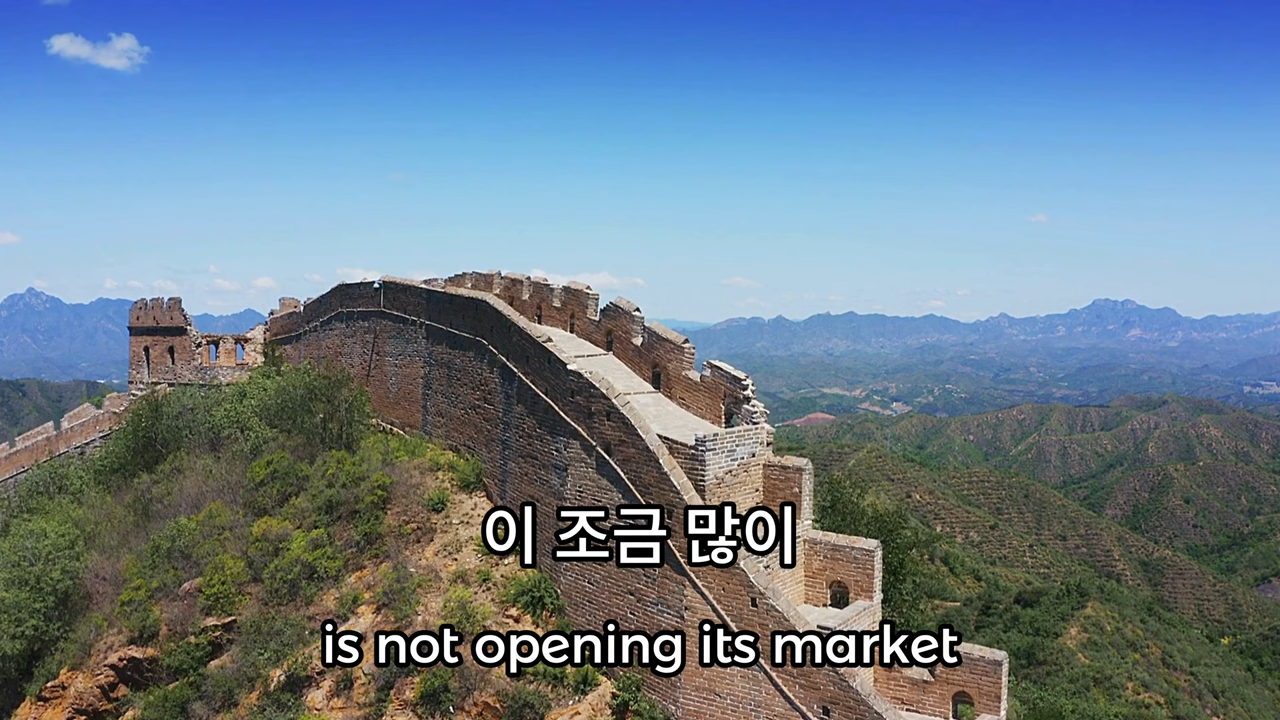 이 조금 많이
is not opening its market